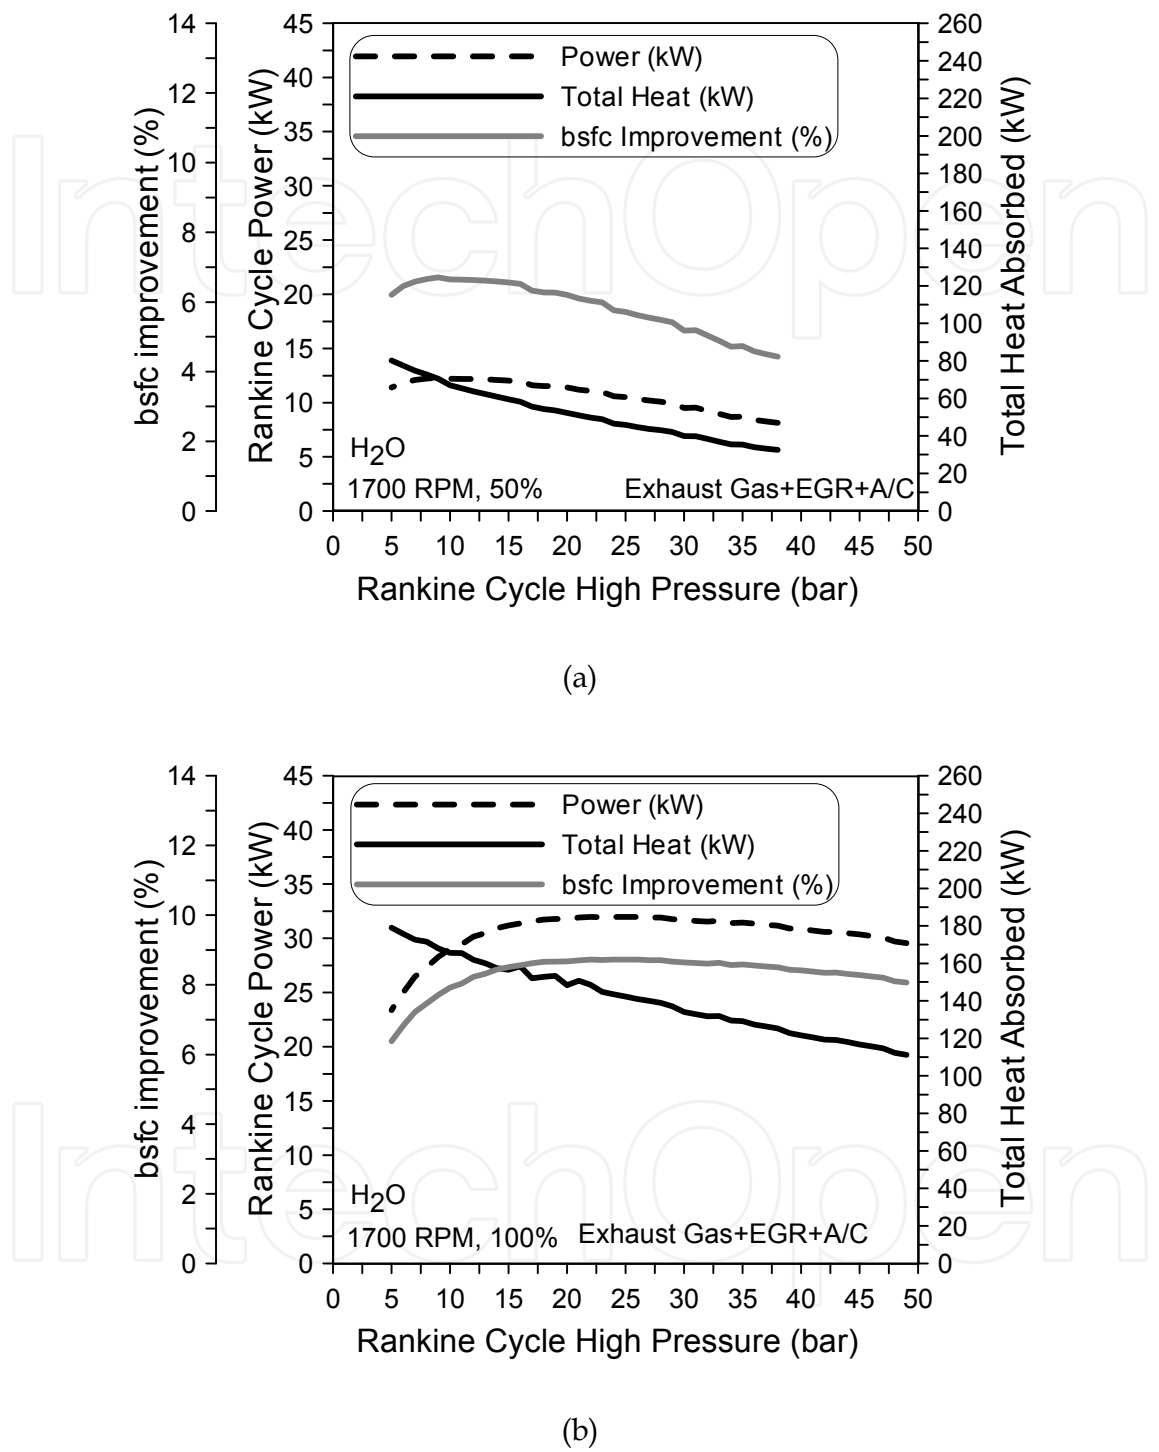 14
12
10
8
6
4
2
0
bsfc improvement (%)
45
40
35
30
25
20
15
10
5
0
Rankine Cycle Power (kW)
Power (kW)
Total Heat (kW)
bsfc Improvement (%)
260
240
220
200
180
160
140
120
100
80
60
40
20
0
Total Heat Absorbed (kW)
H2O
1700 RPM, 50% Exhaust Gas+EGR+A/C
0 5 10 15 20 25 30 35 40 45 50
Rankine Cycle High Pressure (bar)
IntechOpen
(a)
14
12
10
8
6
4
2
0
bsfc improvement (%)
45
40
35
30
25
20
15
10
5
0
Rankine Cycle Power (kW)
Power (kW)
Total Heat (kW)
bsfc Improvement (%)
260
240
220
200
180
160
140
120
100
80
60
40
20
0
Total Heat Absorbed (kW)
H2O
1700 RPM, 100% Exhaust Gas+EGR+A/C
0 5 10 15 20 25 30 35 40 45 50
Rankine Cycle High Pressure (bar)
IntechOpen
(b)